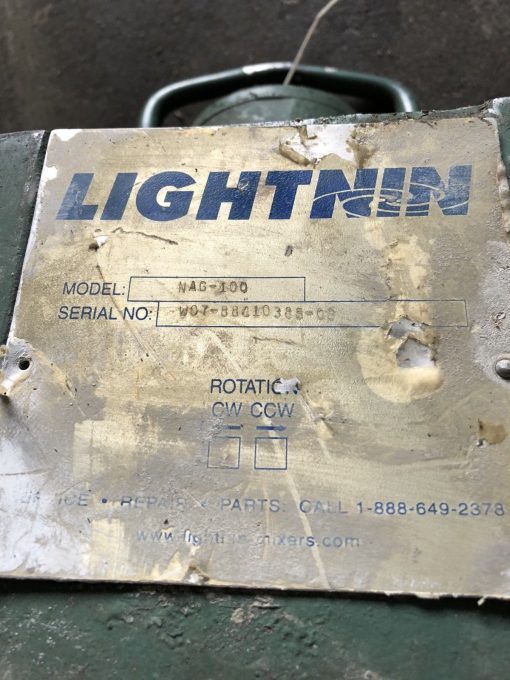 LIGHTNIN
MODEL: NAG-100
SERIAL NO:
ROTATION
CW CCW
REPAIR • PARTS: CALL 1-888-649-2378